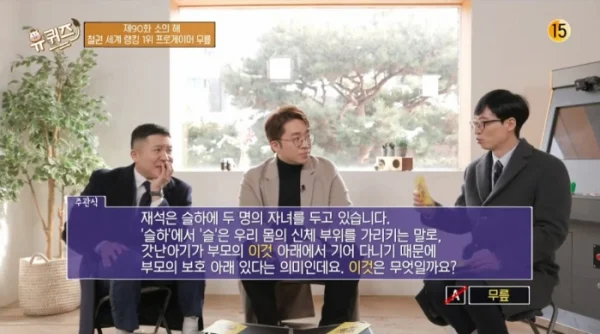 유퀴즈
제90화 소의 해
철권 세계 랭킹 1위 프로게이머 무릎
15
주관식
재석은 슬하에 두 명의 자녀를 두고 있습니다.
'슬하'에서 '슬'은 우리 몸의 신체 부위를 가리키는 말로,
갓난아기가 부모의 이것 아래에서 기어 다니기 때문에
부모의 보호 아래 있다는 의미인데요, 이것은 무엇일까요?
A 무릎